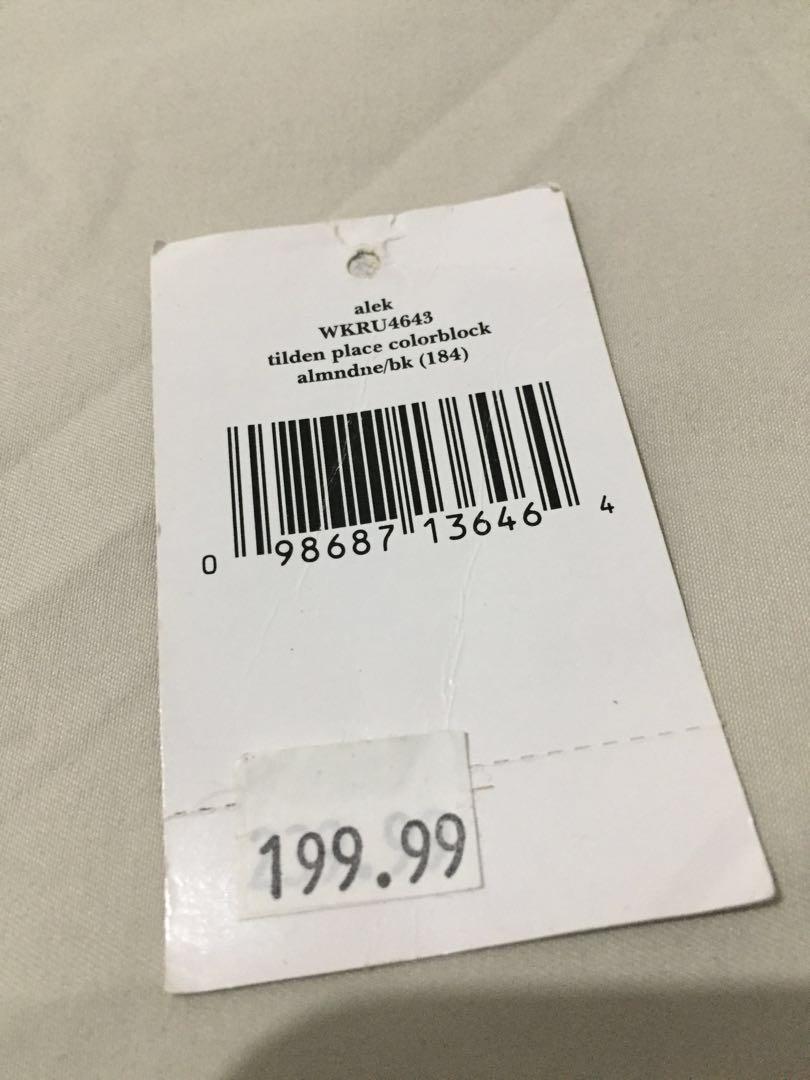 alek
WKRU4643
tilden place colorblock
almndne/bk (184)
0 98687 13646 4
199.99